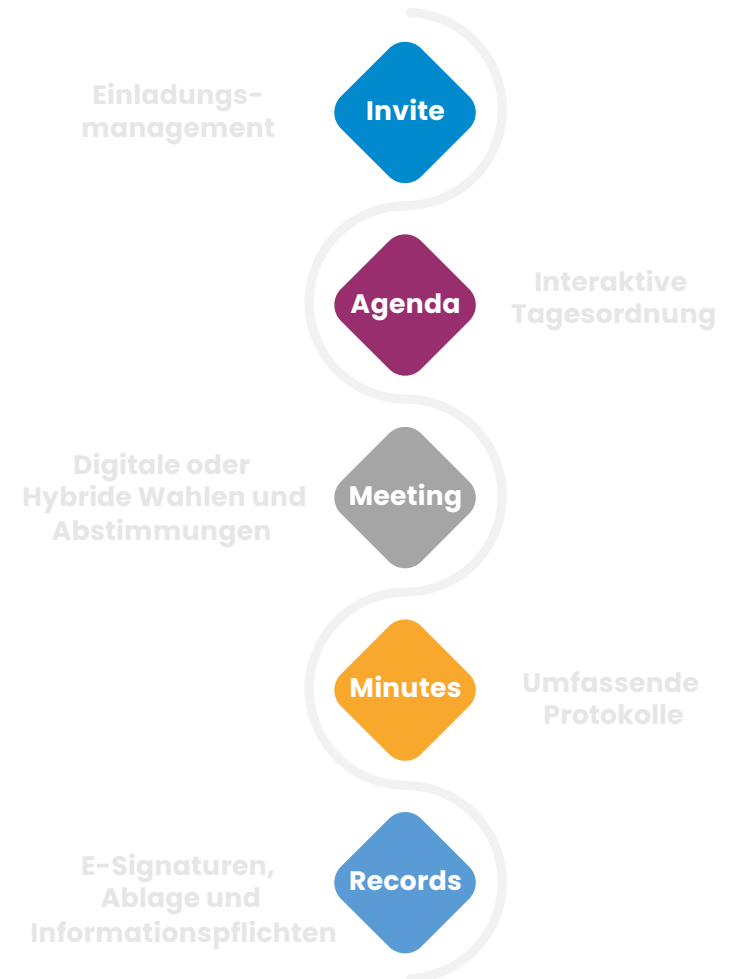 Einladungs-
management
Invite
Agenda
Interaktive
Tagesordnung
Digitale oder
Hybride Wahlen und
Abstimmungen
Meeting
Minutes
Umfassende
Protokolle
E-Signaturen,
Ablage und
Informationspflichten
Records